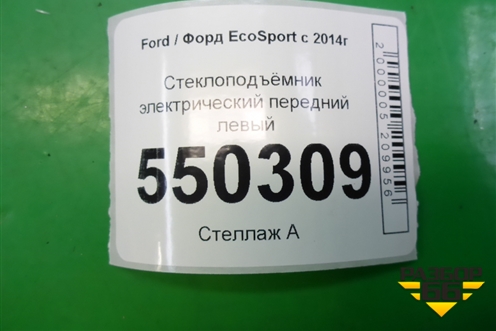 Ford / Форд EcoSport с 2014г
Стеклоподъёмник
электрический передний
левый
550309
Стеллаж А
2000005209956